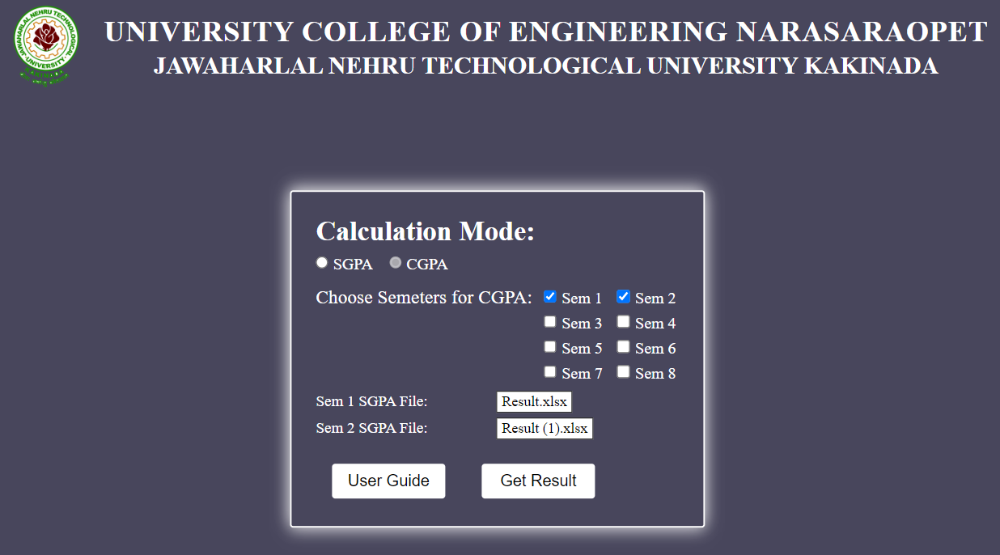 UNIVERSITY COLLEGE OF ENGINEERING NARASARAOPET
JAWAHARLAL NEHRU TECHNOLOGICAL UNIVERSITY KAKINADA
JAWAHARLAL NEHRU TECHNOLOGICAL
UNIVERSITY
KAKINADA
Calculation Mode:
SGPA CGPA
Choose Semeters for CGPA: Sem 1 Sem 2
Sem 3 Sem 4
Sem 5 Sem 6
Sem 7 Sem 8
Sem 1 SGPA File: Result.xlsx
Sem 2 SGPA File: Result (1).xlsx
User Guide Get Result